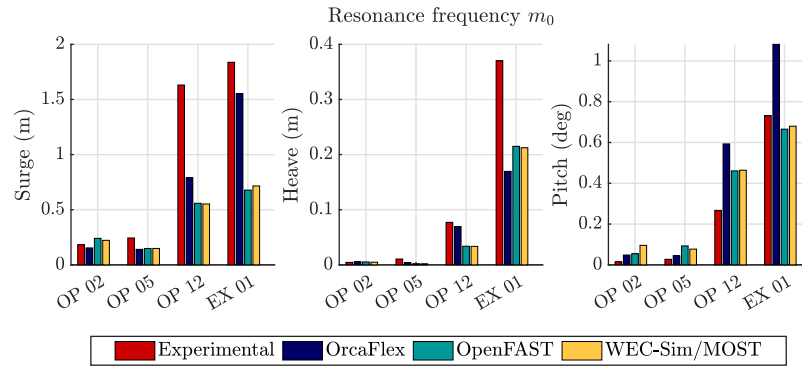 Resonance frequency m₀
Surge (m)
2
1.5
1
0.5
0
OP 02
OP 05
OP 12
EX 01
Heave (m)
0.4
0.3
0.2
0.1
0
OP 02
OP 05
OP 12
EX 01
Pitch (deg)
1
0.8
0.6
0.4
0.2
0
OP 02
OP 05
OP 12
EX 01
Experimental OrcaFlex OpenFAST WEC-Sim/MOST